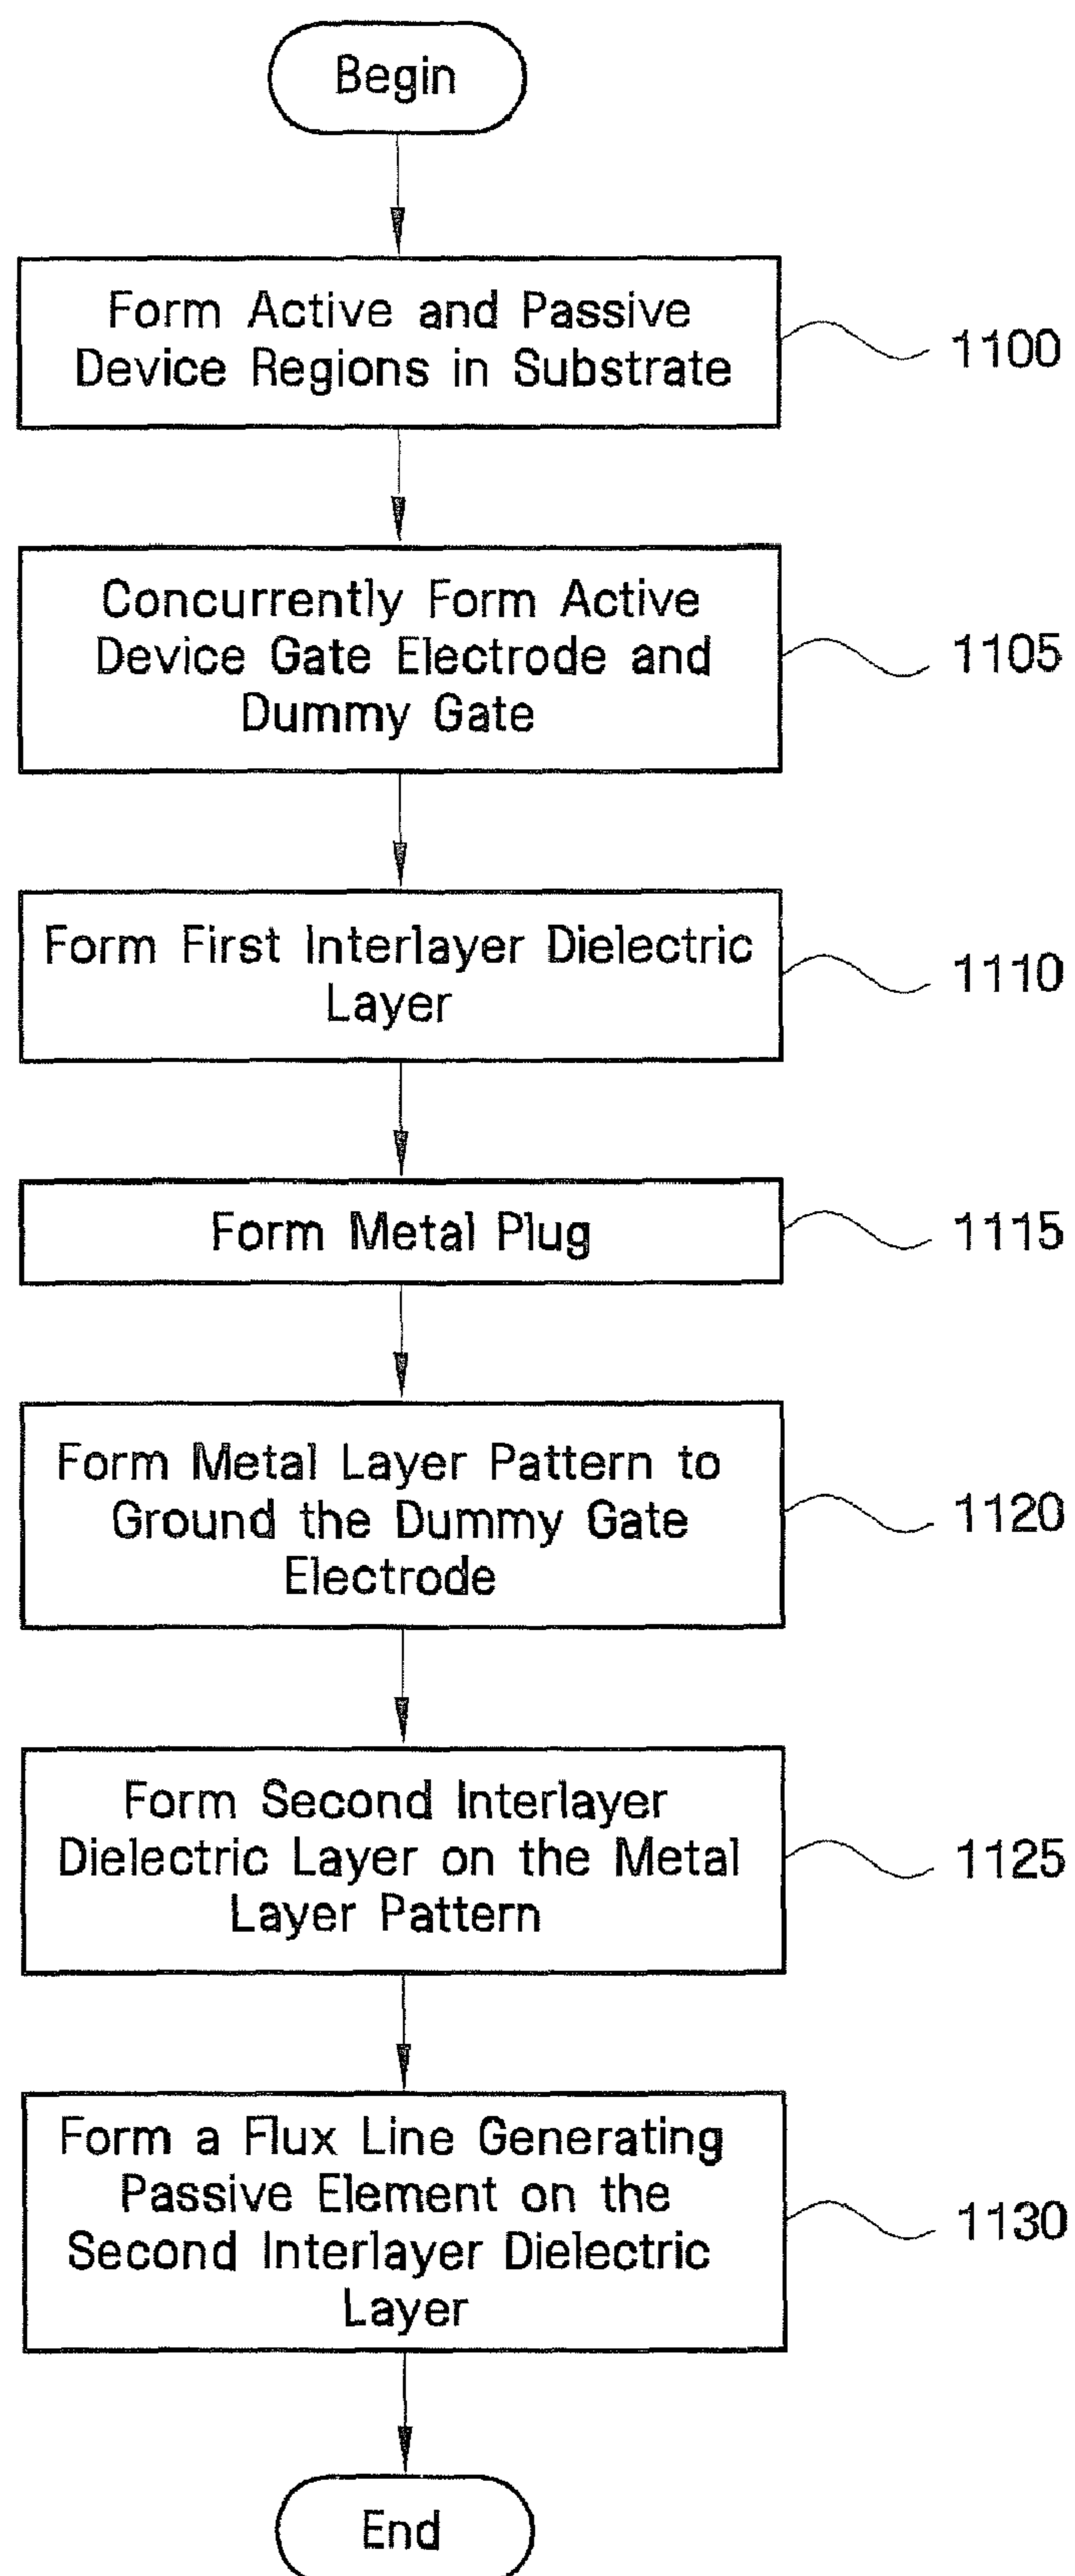 Begin
Form Active and Passive
Device Regions in Substrate
1100
Concurrently Form Active
Device Gate Electrode and
Dummy Gate
1105
Form First Interlayer Dielectric
Layer
1110
Form Metal Plug
1115
Form Metal Layer Pattern to
Ground the Dummy Gate
Electrode
1120
Form Second Interlayer
Dielectric Layer on the Metal
Layer Pattern
1125
Form a Flux Line Generating
Passive Element on the
Second Interlayer Dielectric
Layer
1130
End